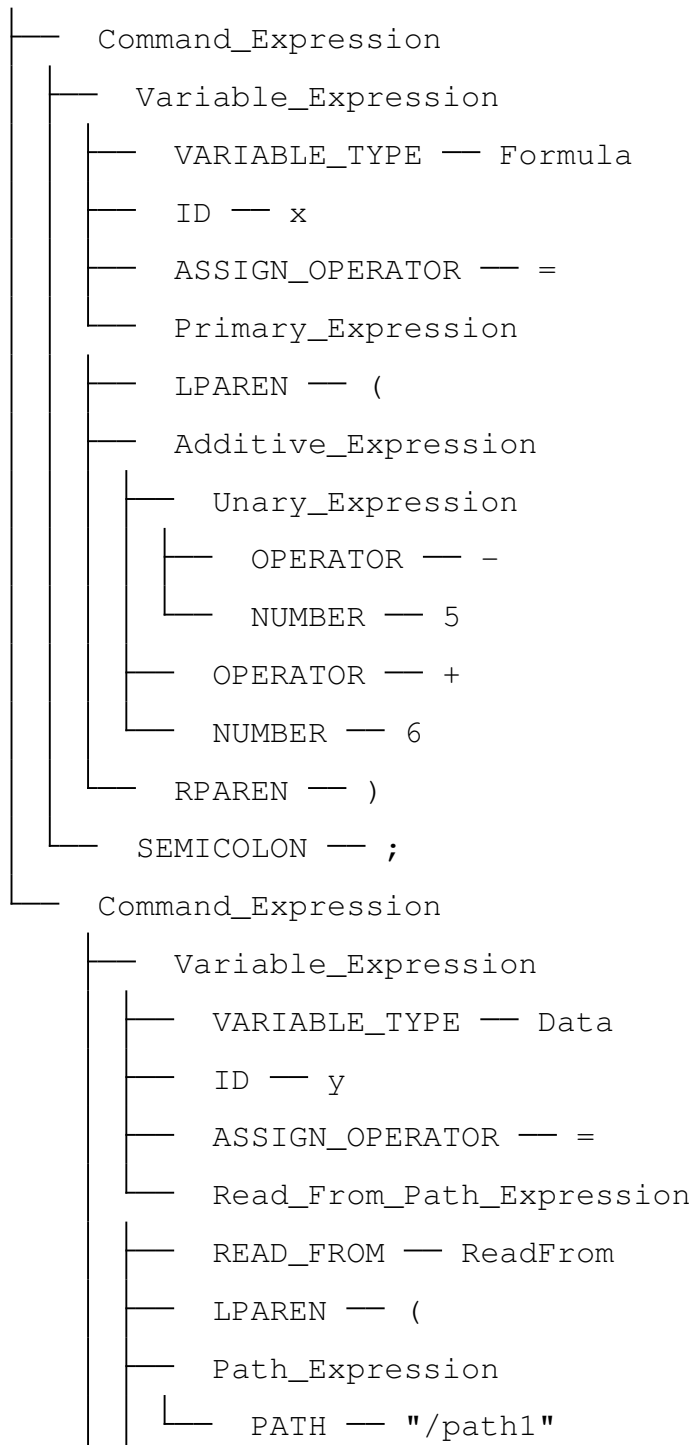 Command_Expression
Variable_Expression
VARIABLE_TYPE — Formula
ID — x
ASSIGN_OPERATOR — =
Primary_Expression
LPAREN — (
Additive_Expression
Unary_Expression
OPERATOR — -
NUMBER — 5
OPERATOR — +
NUMBER — 6
RPAREN — )
SEMICOLON — ;
Command_Expression
Variable_Expression
VARIABLE_TYPE — Data
ID — y
ASSIGN_OPERATOR — =
Read_From_Path_Expression
READ_FROM — ReadFrom
LPAREN — (
Path_Expression
PATH — "/path1"